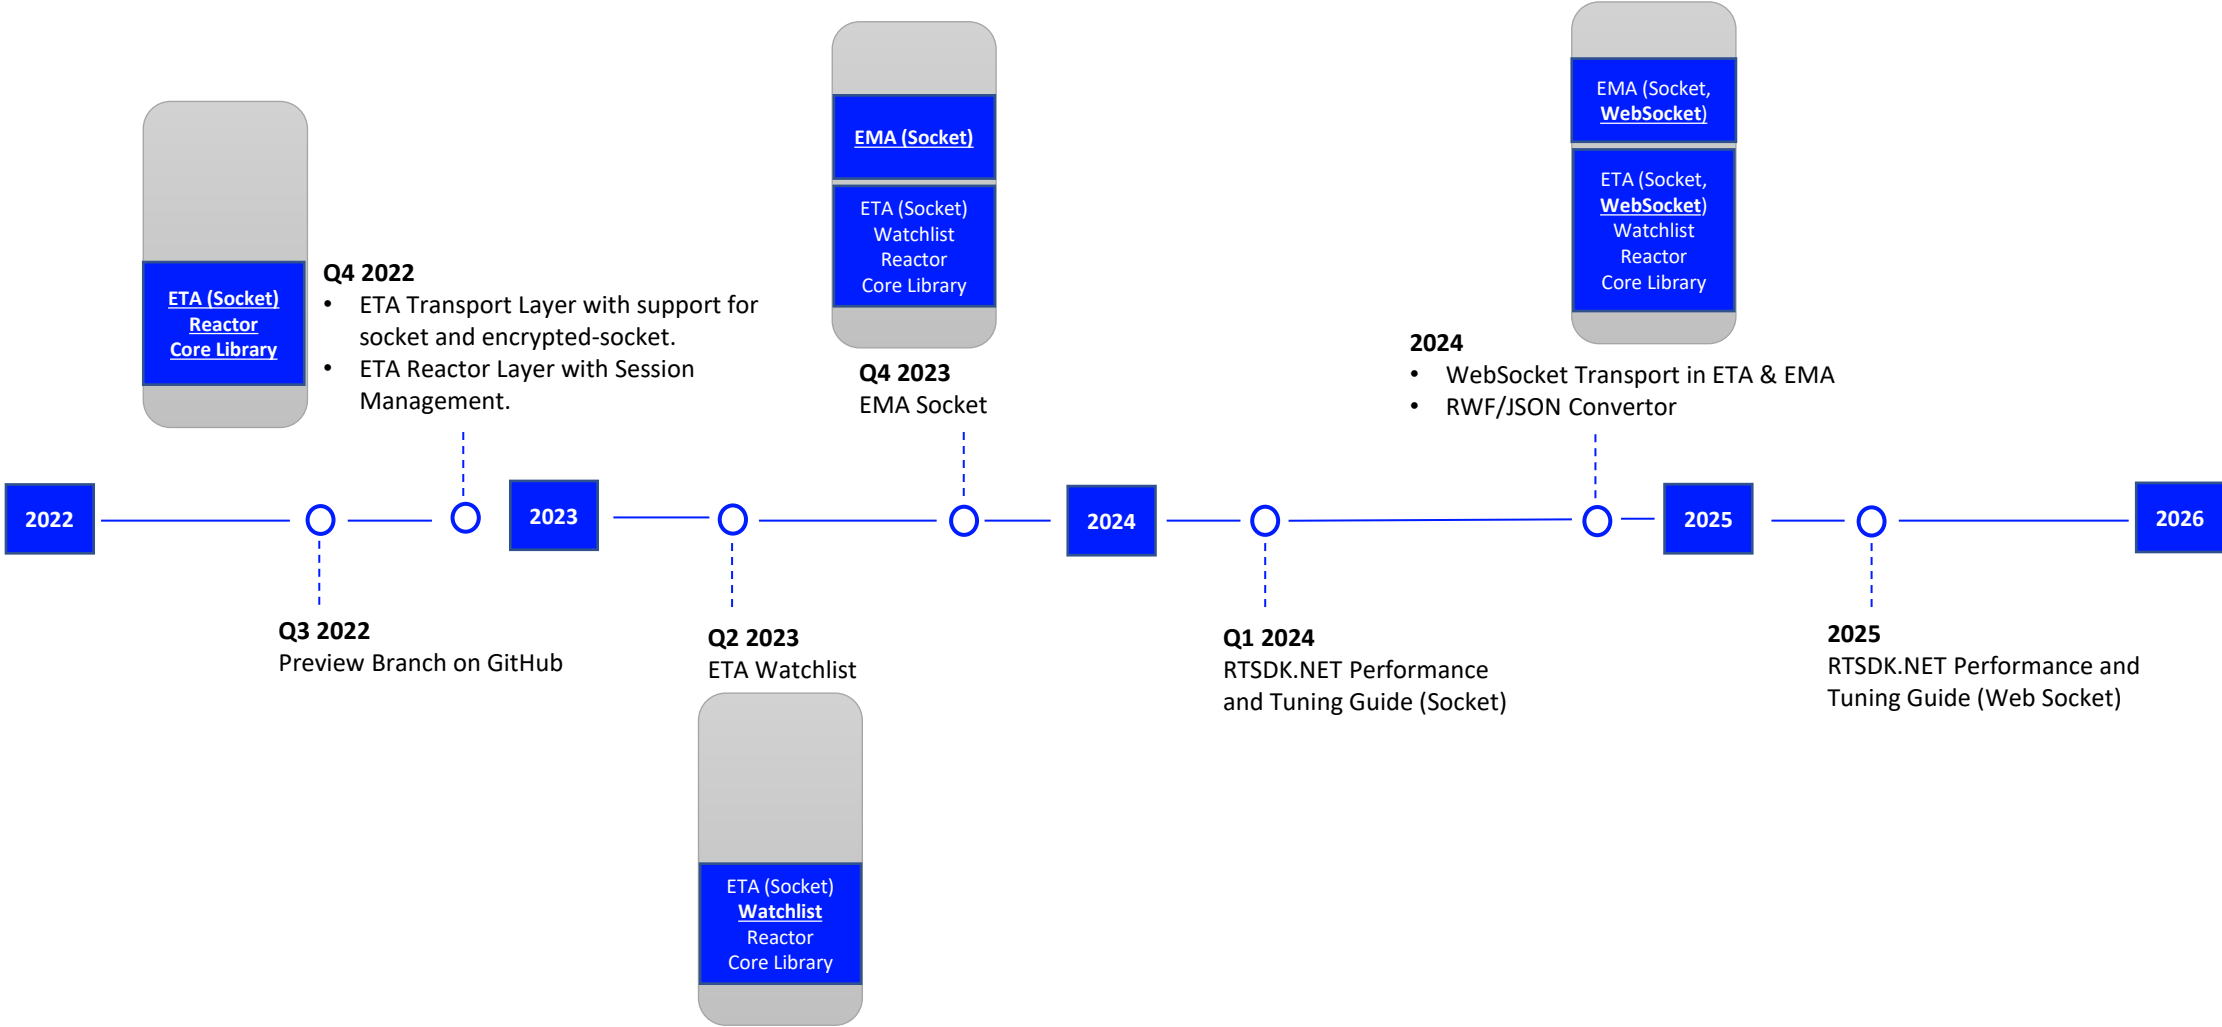 EMA (Socket,
WebSocket)
ETA (Socket,
WebSocket)
Watchlist
Reactor
Core Library
EMA (Socket)
ETA (Socket)
Watchlist
Reactor
Core Library
ETA (Socket)
Reactor
Core Library
Q4 2022
• ETA Transport Layer with support for
socket and encrypted-socket.
• ETA Reactor Layer with Session
Management.
Q4 2023
EMA Socket
2024
• WebSocket Transport in ETA & EMA
• RWF/JSON Convertor
2022
2023
2024
2025
2026
Q3 2022
Preview Branch on GitHub
Q2 2023
ETA Watchlist
Q1 2024
RTSDK.NET Performance
and Tuning Guide (Socket)
2025
RTSDK.NET Performance and
Tuning Guide (Web Socket)
ETA (Socket)
Watchlist
Reactor
Core Library